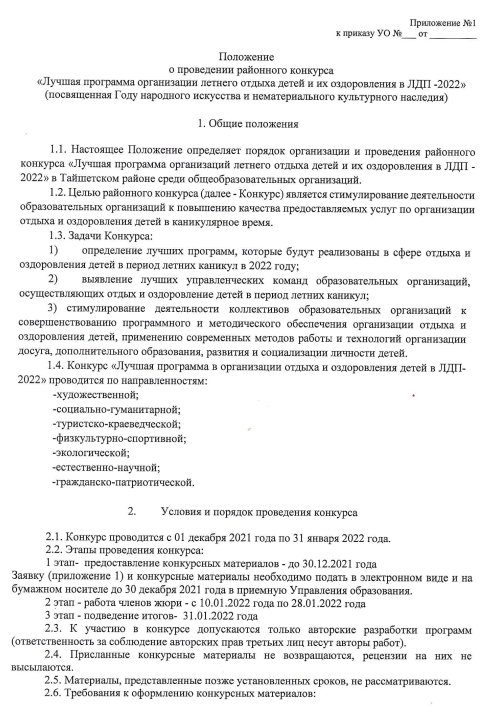 Приложение №1
к приказу УО №___ от ________
Положение
о проведении районного конкурса
«Лучшая программа организации летнего отдыха детей и их оздоровления в ЛДП -2022»
(посвященная Году народного искусства и нематериального культурного наследия)
1. Общие положения
1.1. Настоящее Положение определяет порядок организации и проведения районного
конкурса «Лучшая программа организаций летнего отдыха детей и их оздоровления в ЛДП -
2022» в Тайшетском районе среди общеобразовательных организаций.
1.2. Целью районного конкурса (далее - Конкурс) является стимулирование деятельности
образовательных организаций к повышению качества предоставляемых услуг по организации
отдыха и оздоровления детей в каникулярное время.
1.3. Задачи Конкурса:
1) определение лучших программ, которые будут реализованы в сфере отдыха и
оздоровления детей в период летних каникул в 2022 году;
2) выявление лучших управленческих команд образовательных организаций,
осуществляющих отдых и оздоровление детей в период летних каникул;
3) стимулирование деятельности коллективов образовательных организаций к
совершенствованию программного и методического обеспечения организации отдыха и
оздоровления детей, применению современных методов работы и технологий организации
досуга, дополнительного образования, развития и социализации личности детей.
1.4. Конкурс «Лучшая программа в организации отдыха и оздоровления детей в ЛДП-
2022» проводится по направленностям:
-художественной;
-социально-гуманитарной;
-туристско-краеведческой;
-физкультурно-спортивной;
-экологической;
-естественно-научной;
-гражданско-патриотической.
2. Условия и порядок проведения конкурса
2.1. Конкурс проводится с 01 декабря 2021 года по 31 января 2022 года.
2.2. Этапы проведения конкурса:
1 этап- предоставление конкурсных материалов - до 30.12.2021 года
Заявку (приложение 1) и конкурсные материалы необходимо подать в электронном виде и на
бумажном носителе до 30 декабря 2021 года в приемную Управления образования.
2 этап - работа членов жюри - с 10.01.2022 года по 28.01.2022 года
3 этап - подведение итогов- 31.01.2022 года
2.3. К участию в конкурсе допускаются только авторские разработки программ
(ответственность за соблюдение авторских прав третьих лиц несут авторы работ).
2.4. Присланные конкурсные материалы не возвращаются, рецензии на них не
высылаются.
2.5. Материалы, представленные позже установленных сроков, не рассматриваются.
2.6. Требования к оформлению конкурсных материалов: